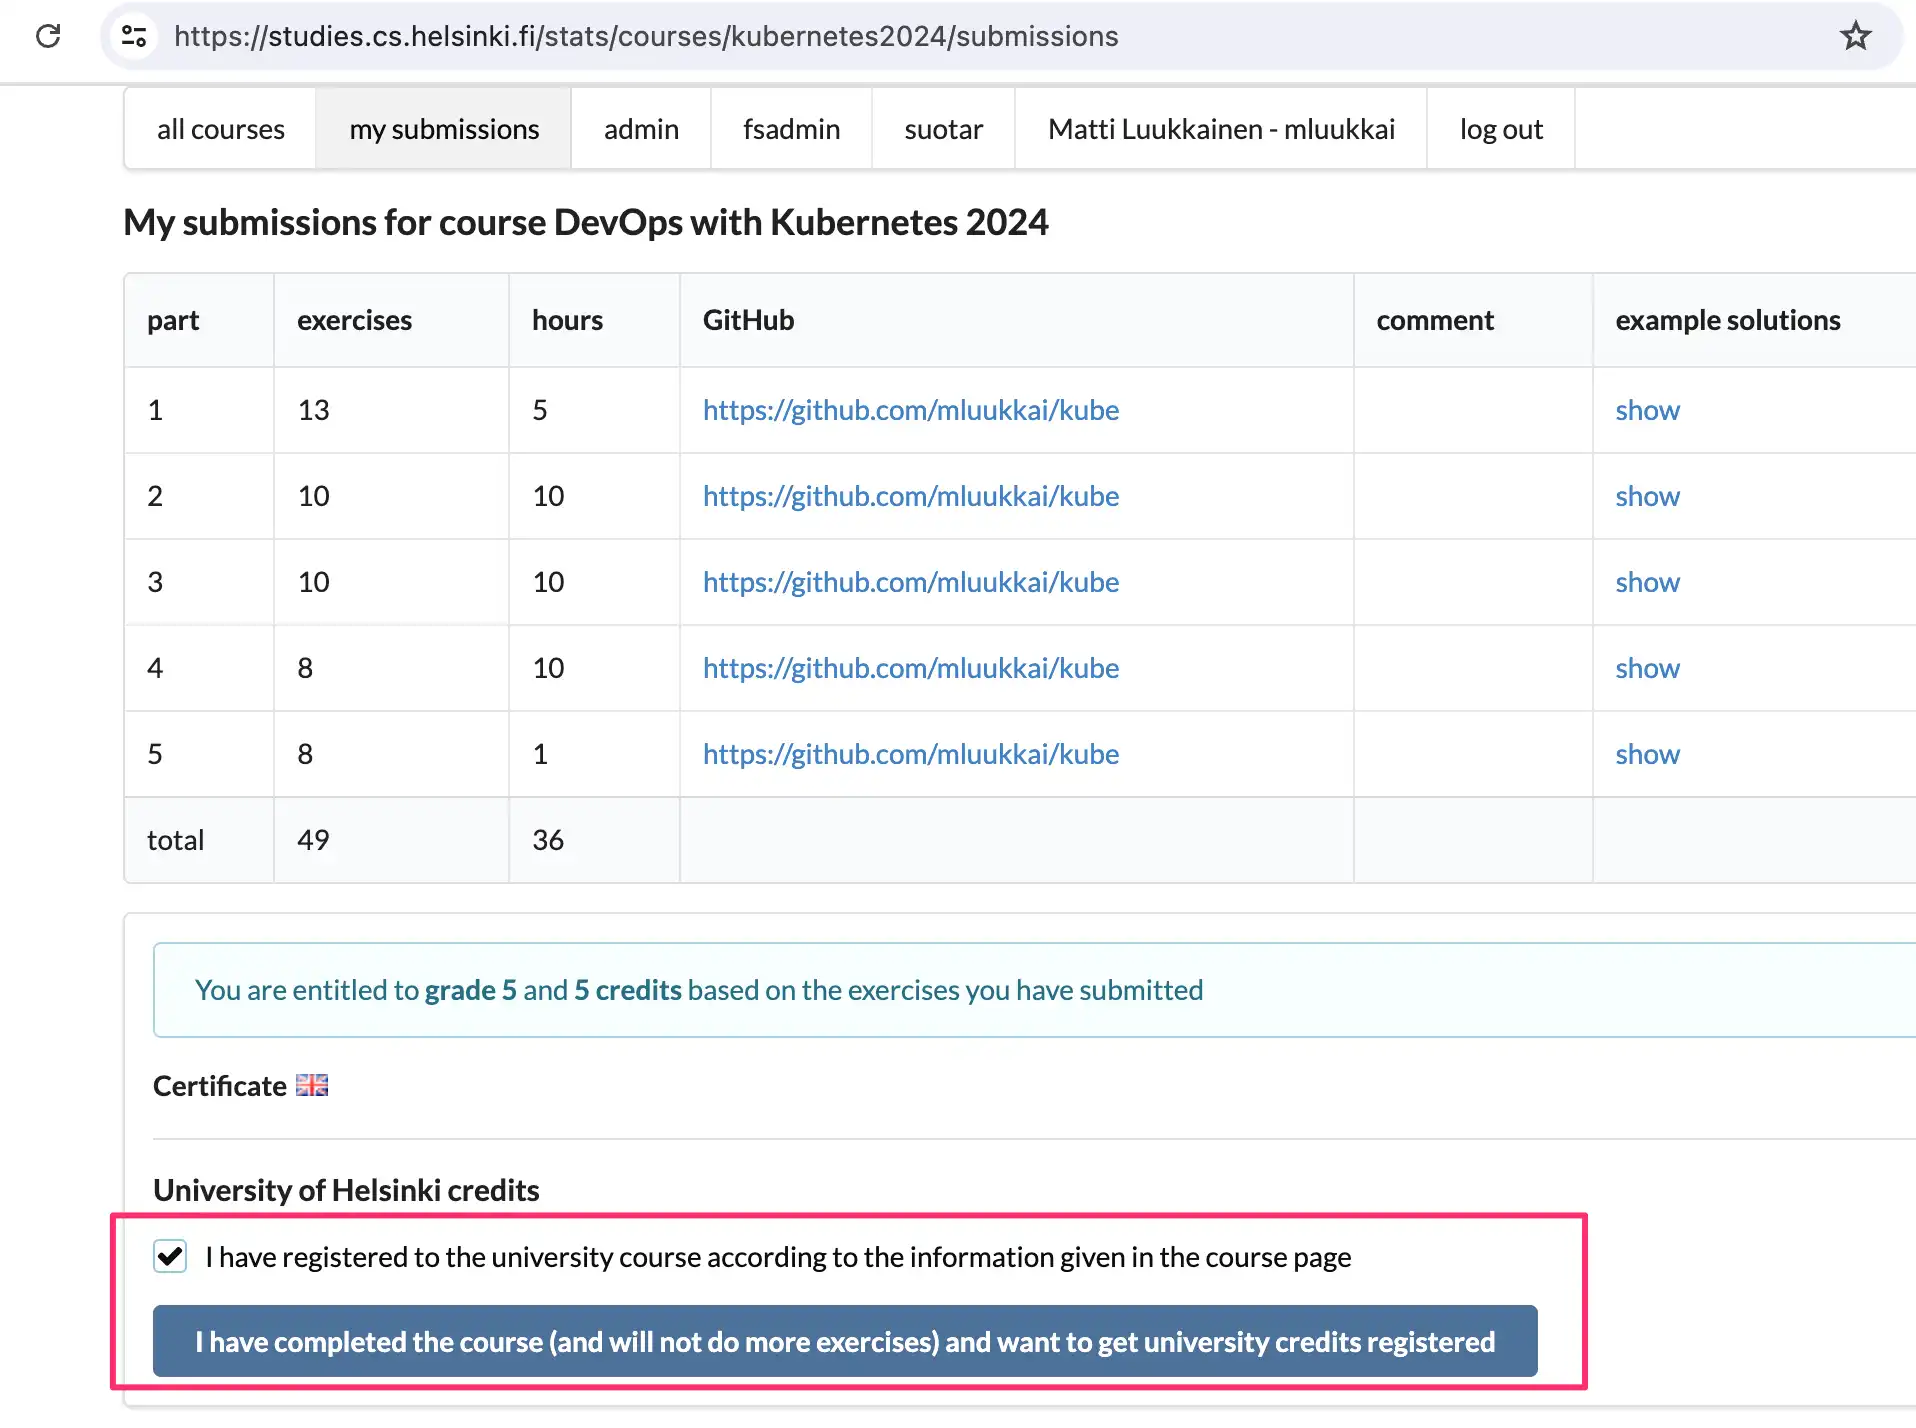 https://studies.cs.helsinki.fi/stats/courses/kubernetes2024/submissions
all courses my submissions admin fsadmin suotar Matti Luukkainen - mluukkai log out
My submissions for course DevOps with Kubernetes 2024
part exercises hours GitHub comment example solutions
1 13 5 https://github.com/mluukkai/kube show
2 10 10 https://github.com/mluukkai/kube show
3 10 10 https://github.com/mluukkai/kube show
4 8 10 https://github.com/mluukkai/kube show
5 8 1 https://github.com/mluukkai/kube show
total 49 36
You are entitled to grade 5 and 5 credits based on the exercises you have submitted
Certificate
University of Helsinki credits
I have registered to the university course according to the information given in the course page
I have completed the course (and will not do more exercises) and want to get university credits registered